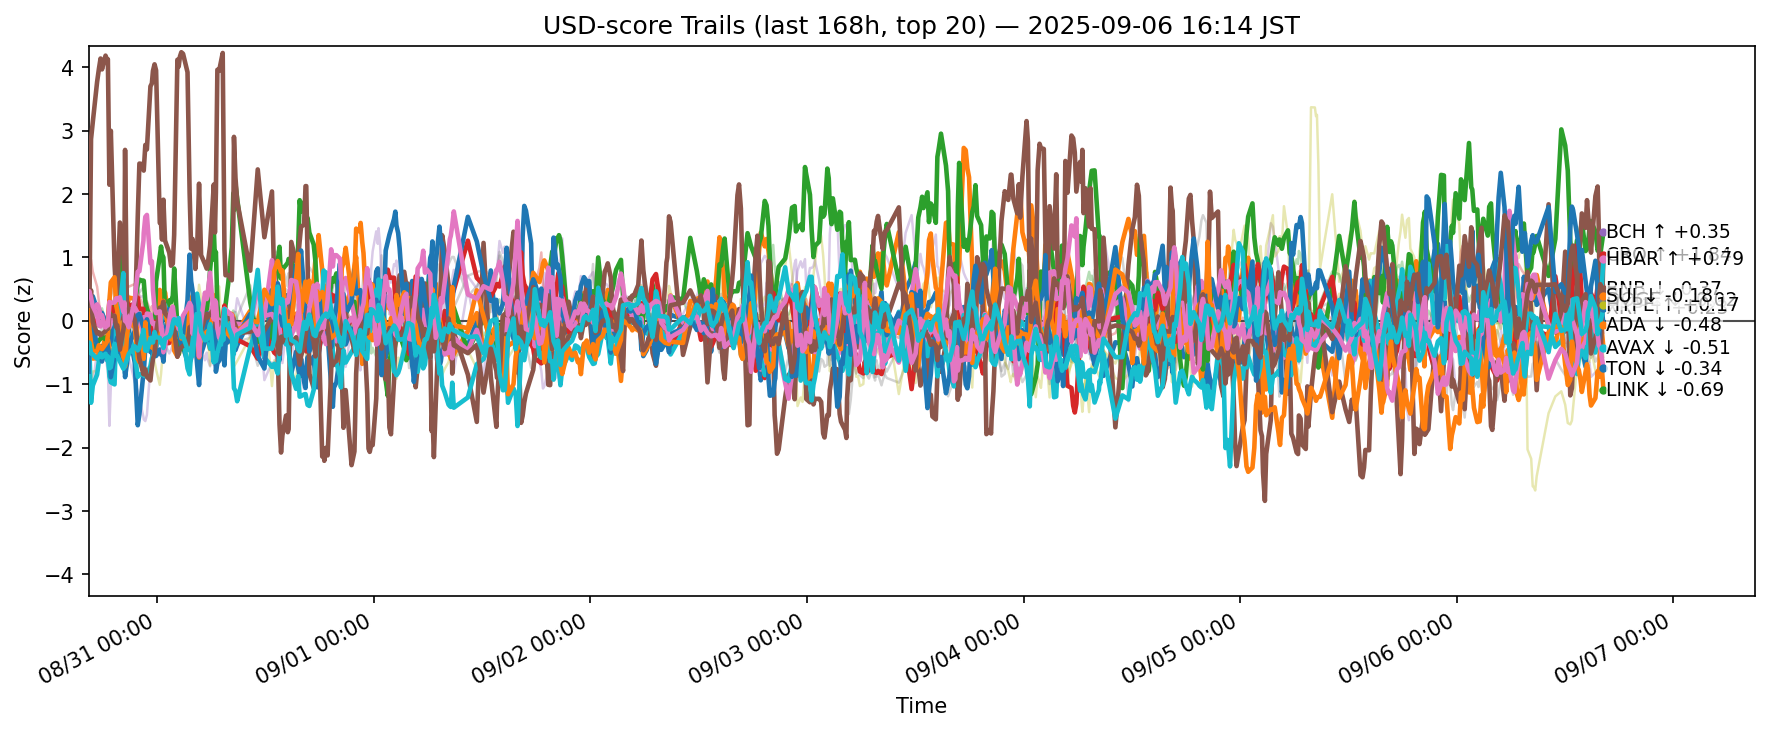 USD-score Trails (last 168h, top 20) — 2025-09-06 16:14 JST
Score (z)
4
3
2
1
0
−1
−2
−3
−4
BCH ↑ +0.35
HBAR ↑ +0.79
SUI ↓ -0.18
ADA ↓ -0.48
AVAX ↓ -0.51
TON ↓ -0.34
LINK ↓ -0.69
08/31 00:00
09/01 00:00
09/02 00:00
09/03 00:00
09/04 00:00
09/05 00:00
09/06 00:00
09/07 00:00
Time